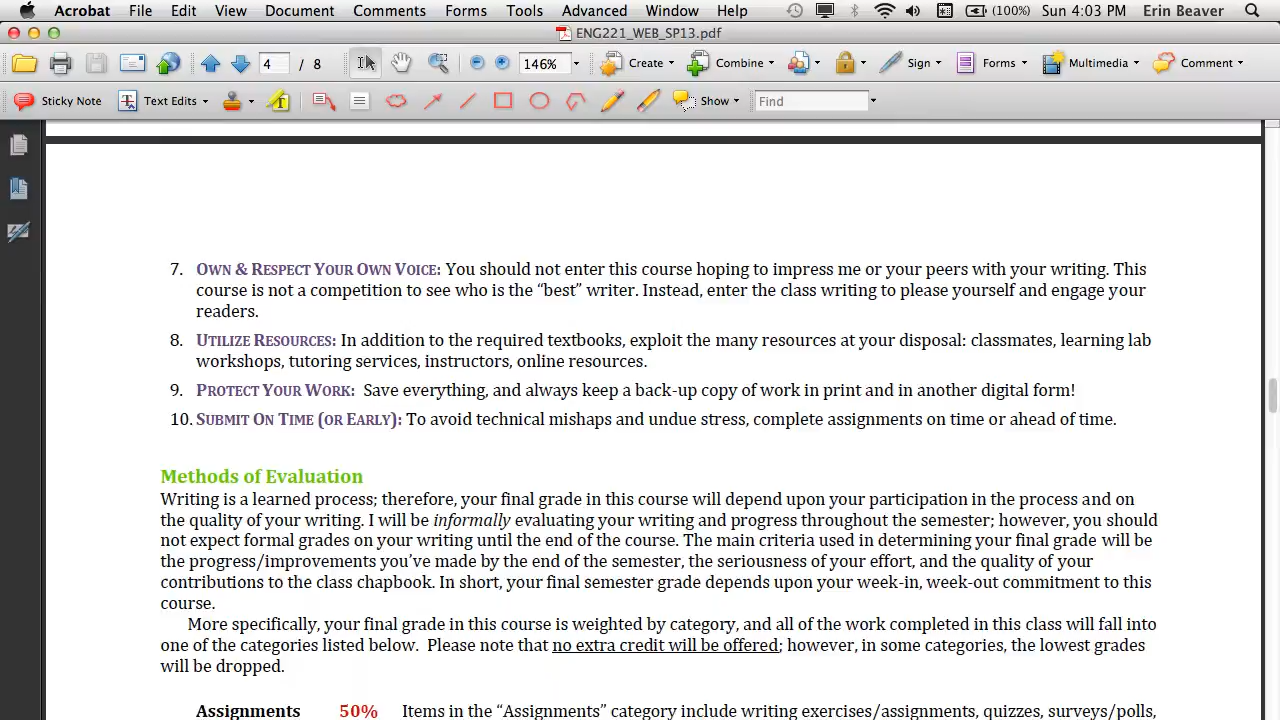 Acrobat File Edit View Document Comments Forms Tools Advanced Window Help (100%) Sun 4:03 PM Erin Beaver
ENG221_WEB_SP13.pdf
4 / 8 146% Create Combine Sign Forms Multimedia Comment
Sticky Note Text Edits Show Find
7. OWN & RESPECT YOUR OWN VOICE: You should not enter this course hoping to impress me or your peers with your writing. This
course is not a competition to see who is the “best” writer. Instead, enter the class writing to please yourself and engage your
readers.
8. UTILIZE RESOURCES: In addition to the required textbooks, exploit the many resources at your disposal: classmates, learning lab
workshops, tutoring services, instructors, online resources.
9. PROTECT YOUR WORK: Save everything, and always keep a back-up copy of work in print and in another digital form!
10. SUBMIT ON TIME (OR EARLY): To avoid technical mishaps and undue stress, complete assignments on time or ahead of time.
Methods of Evaluation
Writing is a learned process; therefore, your final grade in this course will depend upon your participation in the process and on
the quality of your writing. I will be informally evaluating your writing and progress throughout the semester; however, you should
not expect formal grades on your writing until the end of the course. The main criteria used in determining your final grade will be
the progress/improvements you’ve made by the end of the semester, the seriousness of your effort, and the quality of your
contributions to the class chapbook. In short, your final semester grade depends upon your week-in, week-out commitment to this
course.
More specifically, your final grade in this course is weighted by category, and all of the work completed in this class will fall into
one of the categories listed below. Please note that no extra credit will be offered; however, in some categories, the lowest grades
will be dropped.
Assignments 50% Items in the “Assignments” category include writing exercises/assignments, quizzes, surveys/polls,